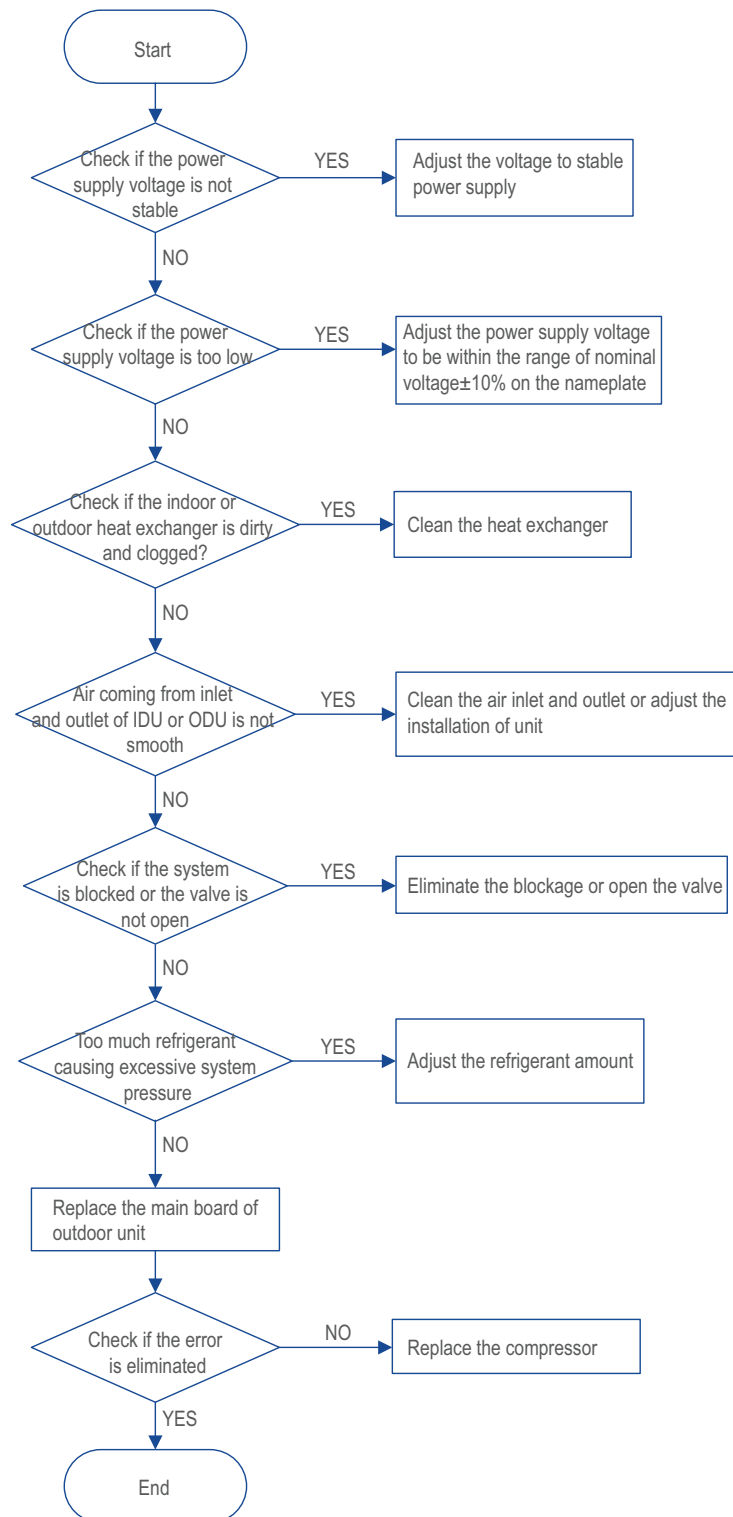 Start
Check if the power
supply voltage is not
stable
YES
Adjust the voltage to stable
power supply
NO
Check if the power
supply voltage is too low
YES
Adjust the power supply voltage
to be within the range of nominal
voltage±10% on the nameplate
NO
Check if the indoor or
outdoor heat exchanger is dirty
and clogged?
YES
Clean the heat exchanger
NO
Air coming from inlet
and outlet of IDU or ODU is not
smooth
YES
Clean the air inlet and outlet or adjust the
installation of unit
NO
Check if the system
is blocked or the valve is
not open
YES
Eliminate the blockage or open the valve
NO
Too much refrigerant
causing excessive system
pressure
YES
Adjust the refrigerant amount
NO
Replace the main board of
outdoor unit
Check if the error
is eliminated
NO
Replace the compressor
YES
End